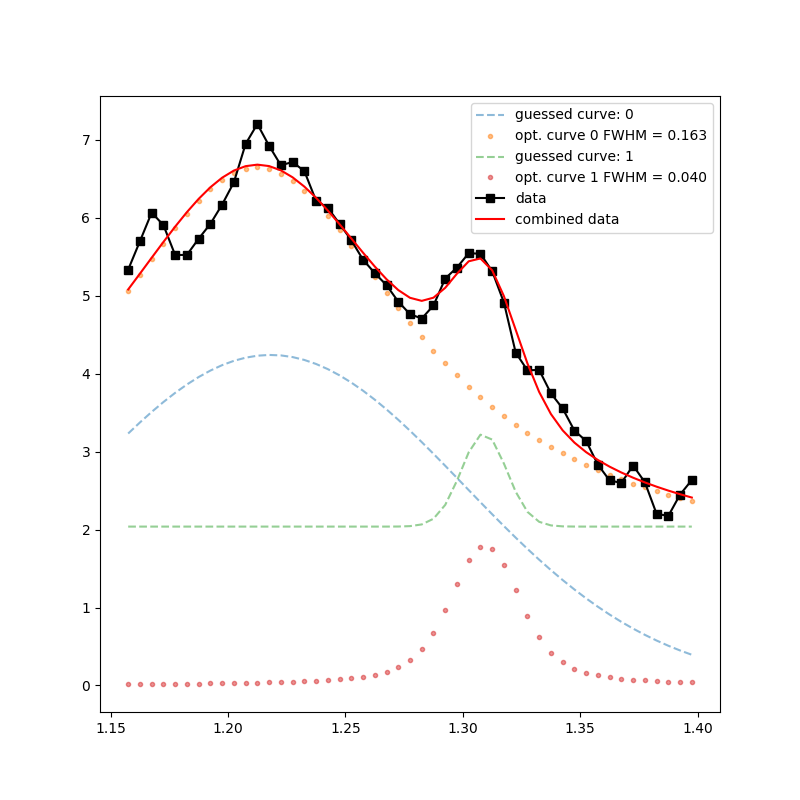 guessed curve: 0
opt. curve 0 FWHM = 0.163
guessed curve: 1
opt. curve 1 FWHM = 0.040
data
combined data
7
6
5
4
3
2
1
0
1.15 1.20 1.25 1.30 1.35 1.40